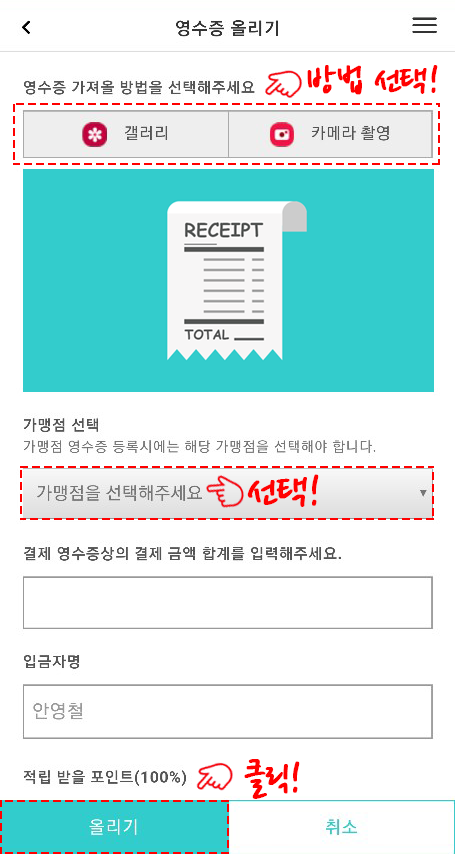 영수증 올리기
영수증 가져올 방법을 선택해주세요 방법 선택!
갤러리 카메라 촬영
RECEIPT
TOTAL
가맹점 선택
가맹점 영수증 등록시에는 해당 가맹점을 선택해야 합니다.
가맹점을 선택해주세요 선택!
결제 영수증상의 결제 금액 합계를 입력해주세요.
입금자명
안영철
적립 받을 포인트(100%) 클릭!
올리기 취소